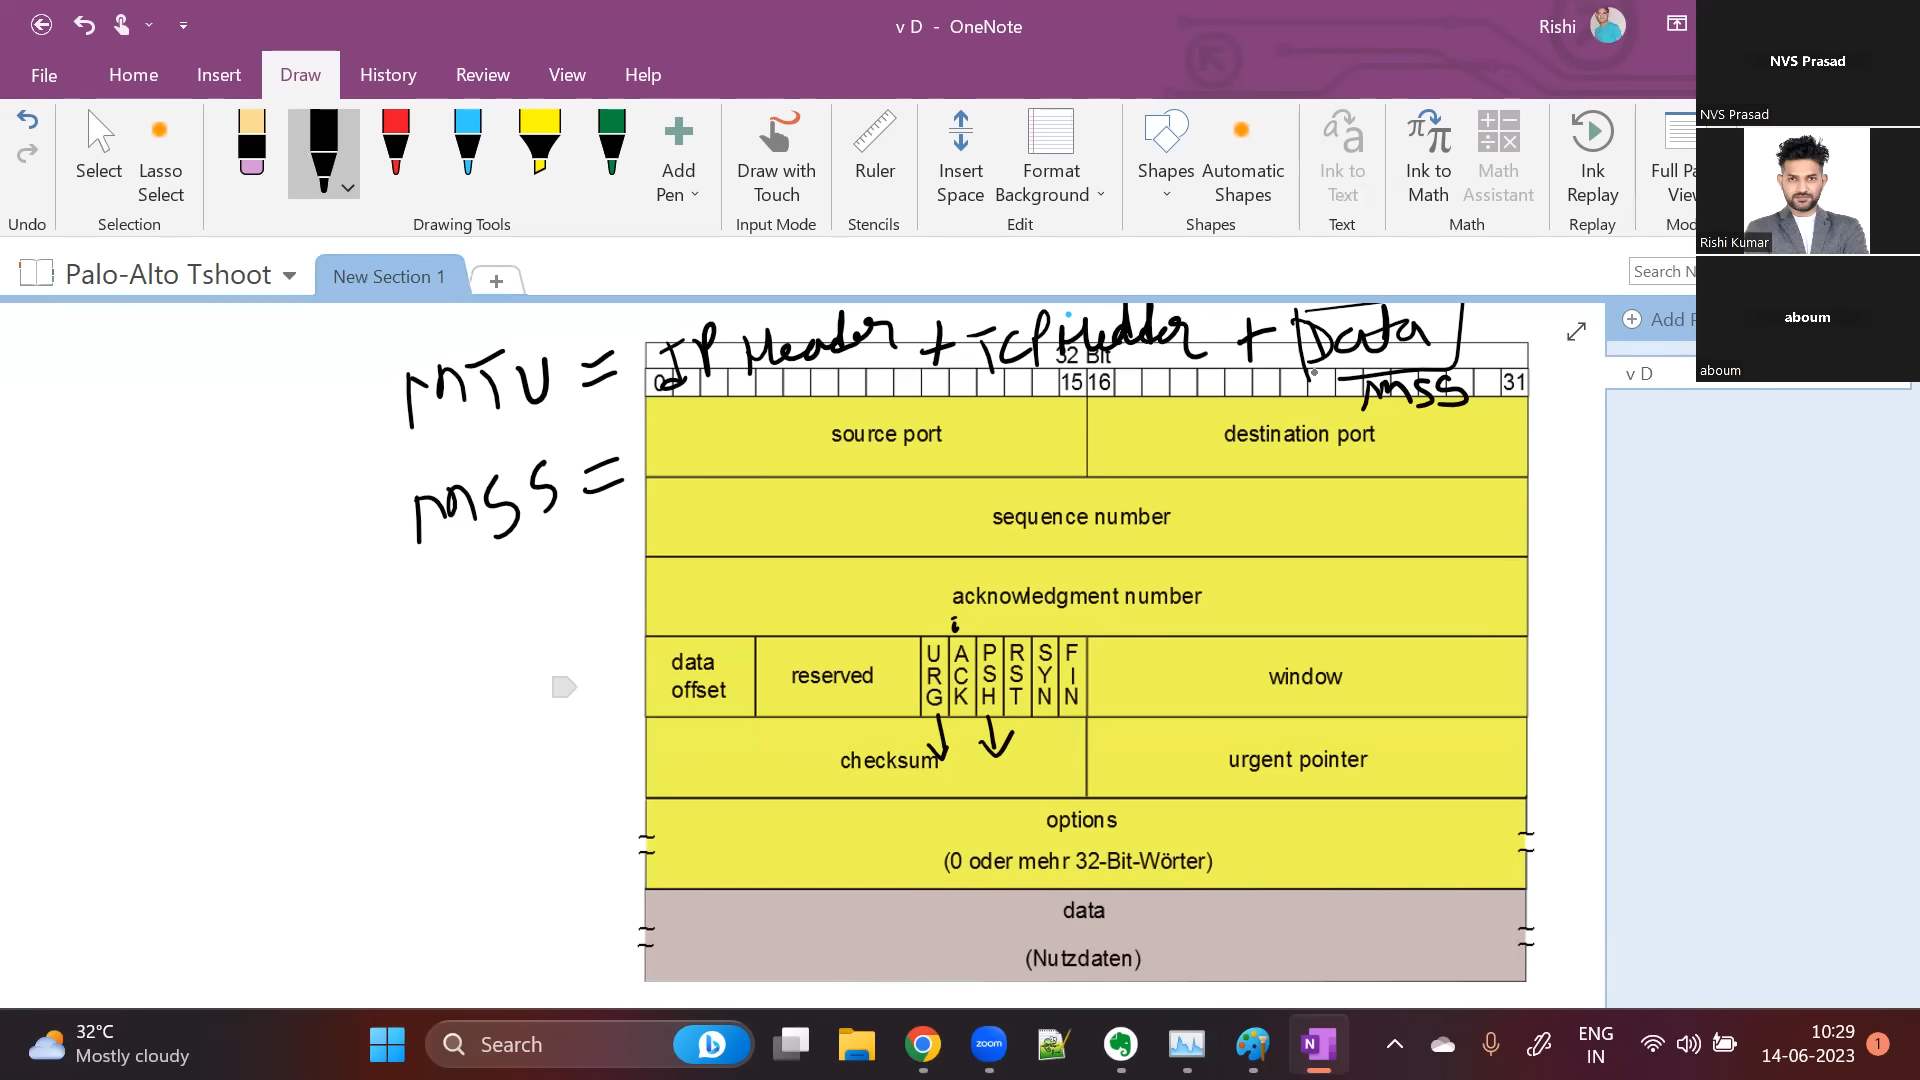 v D - OneNote
Rishi
File Home Insert Draw History Review View Help
Undo
Select
Lasso Select
Selection
Drawing Tools
Add Pen
Draw with Touch
Input Mode
Ruler
Stencils
Insert Space
Format Background
Edit
Shapes
Automatic Shapes
Shapes
Ink to Text
Text
Ink to Math
Math Assistant
Math
Ink Replay
Replay
NVS Prasad
NVS Prasad
Rishi Kumar
aboum
aboum
Palo-Alto Tshoot
New Section 1
Search N
Add P
v D
MTU = IP Header + TCP Header + Data
MSS
MSS =
32 Bit
0 15 16 31
source port destination port
sequence number
acknowledgment number
data offset reserved URG ACK PSH RST SYN FIN window
checksum urgent pointer
options
(0 oder mehr 32-Bit-Wörter)
data
(Nutzdaten)
32°C
Mostly cloudy
Search
zoom
N
ENG
IN
10:29
14-06-2023
1